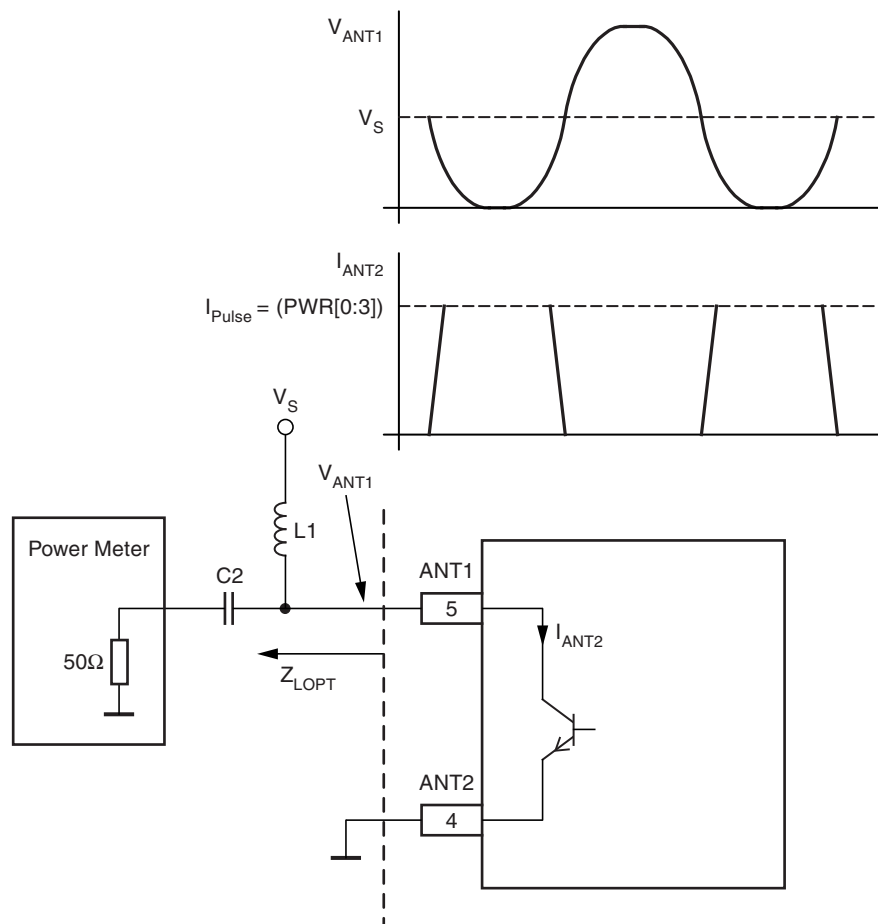 V_ANT1
V_S
I_ANT2
I_Pulse = (PWR[0:3])
V_S
V_ANT1
L1
Power Meter
C2
ANT1
5
50Ω
I_ANT2
Z_LOPT
ANT2
4